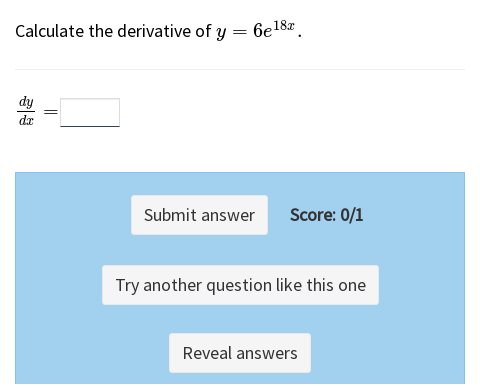 Calculate the derivative of y = 6e^{18x}.
dy/dx =
Submit answer Score: 0/1
Try another question like this one
Reveal answers